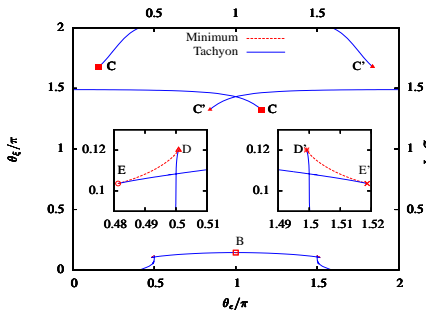 0.5 1 1.5
2 2
Minimum
Tachyon
C C'
1.5 1.5
C' C
θξ/π
1 1
0.12 D D' 0.12
E E'
0.1 0.1
0.48 0.49 0.5 0.51 1.49 1.5 1.51 1.52
0.5 0.5
B
0 0
0 0.5 1 1.5 2